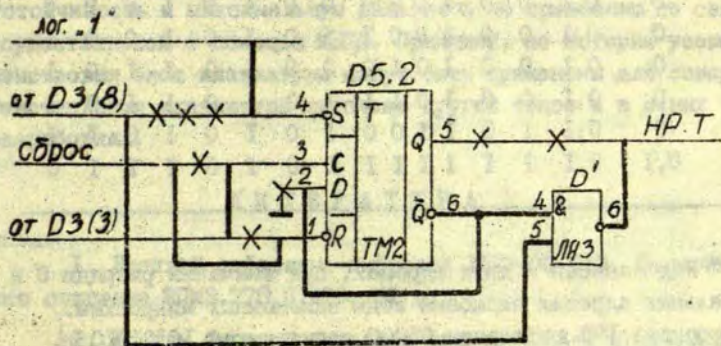 лог. „1"
D5.2
от D3(8)
4
S
T
Q
5
НР.Т
Сброс
3
C
2
D
D'
Q̄
6
4
&
6
от D3(3)
1
R
ТМ2
5
ЛА3